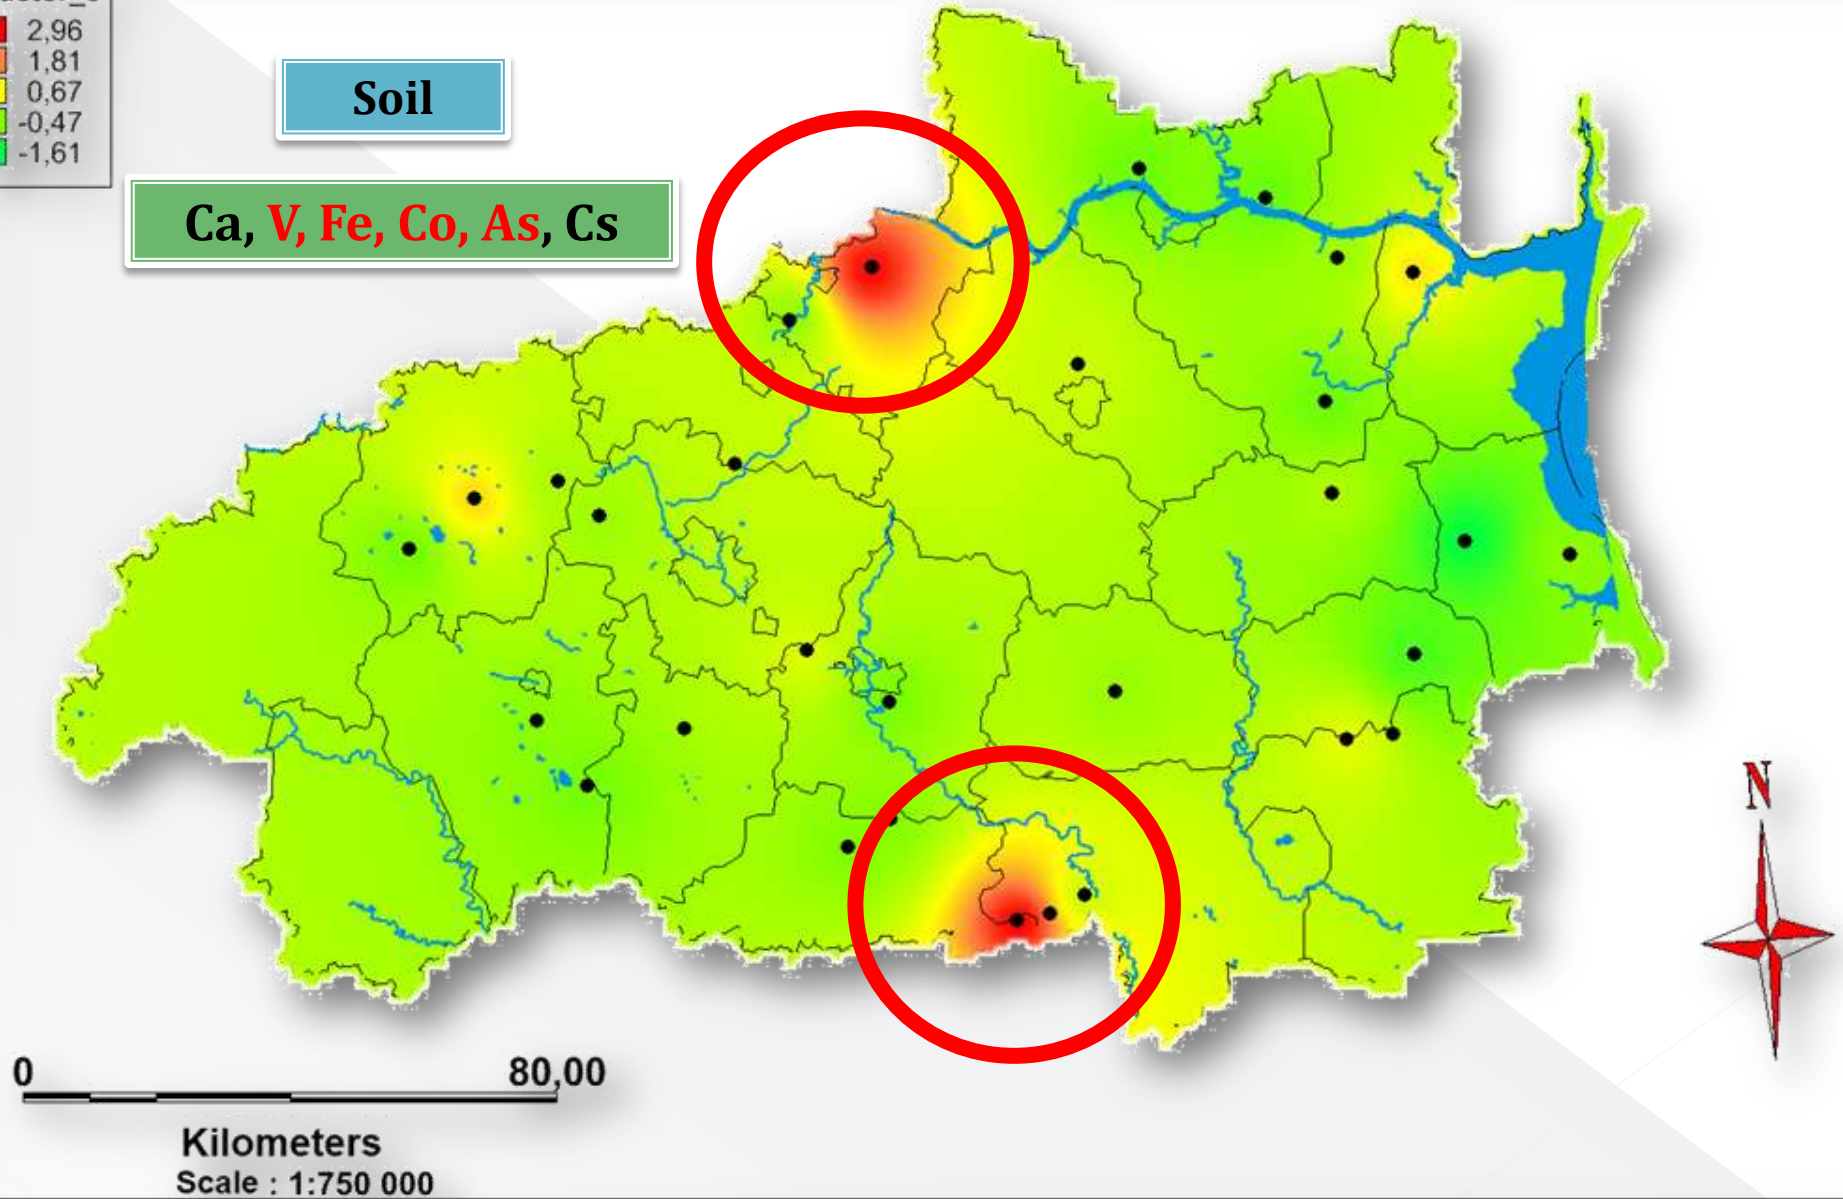 2,96
1,81
0,67
-0,47
-1,61
Soil
Ca, V, Fe, Co, As, Cs
N
0 80,00
Kilometers
Scale : 1:750 000